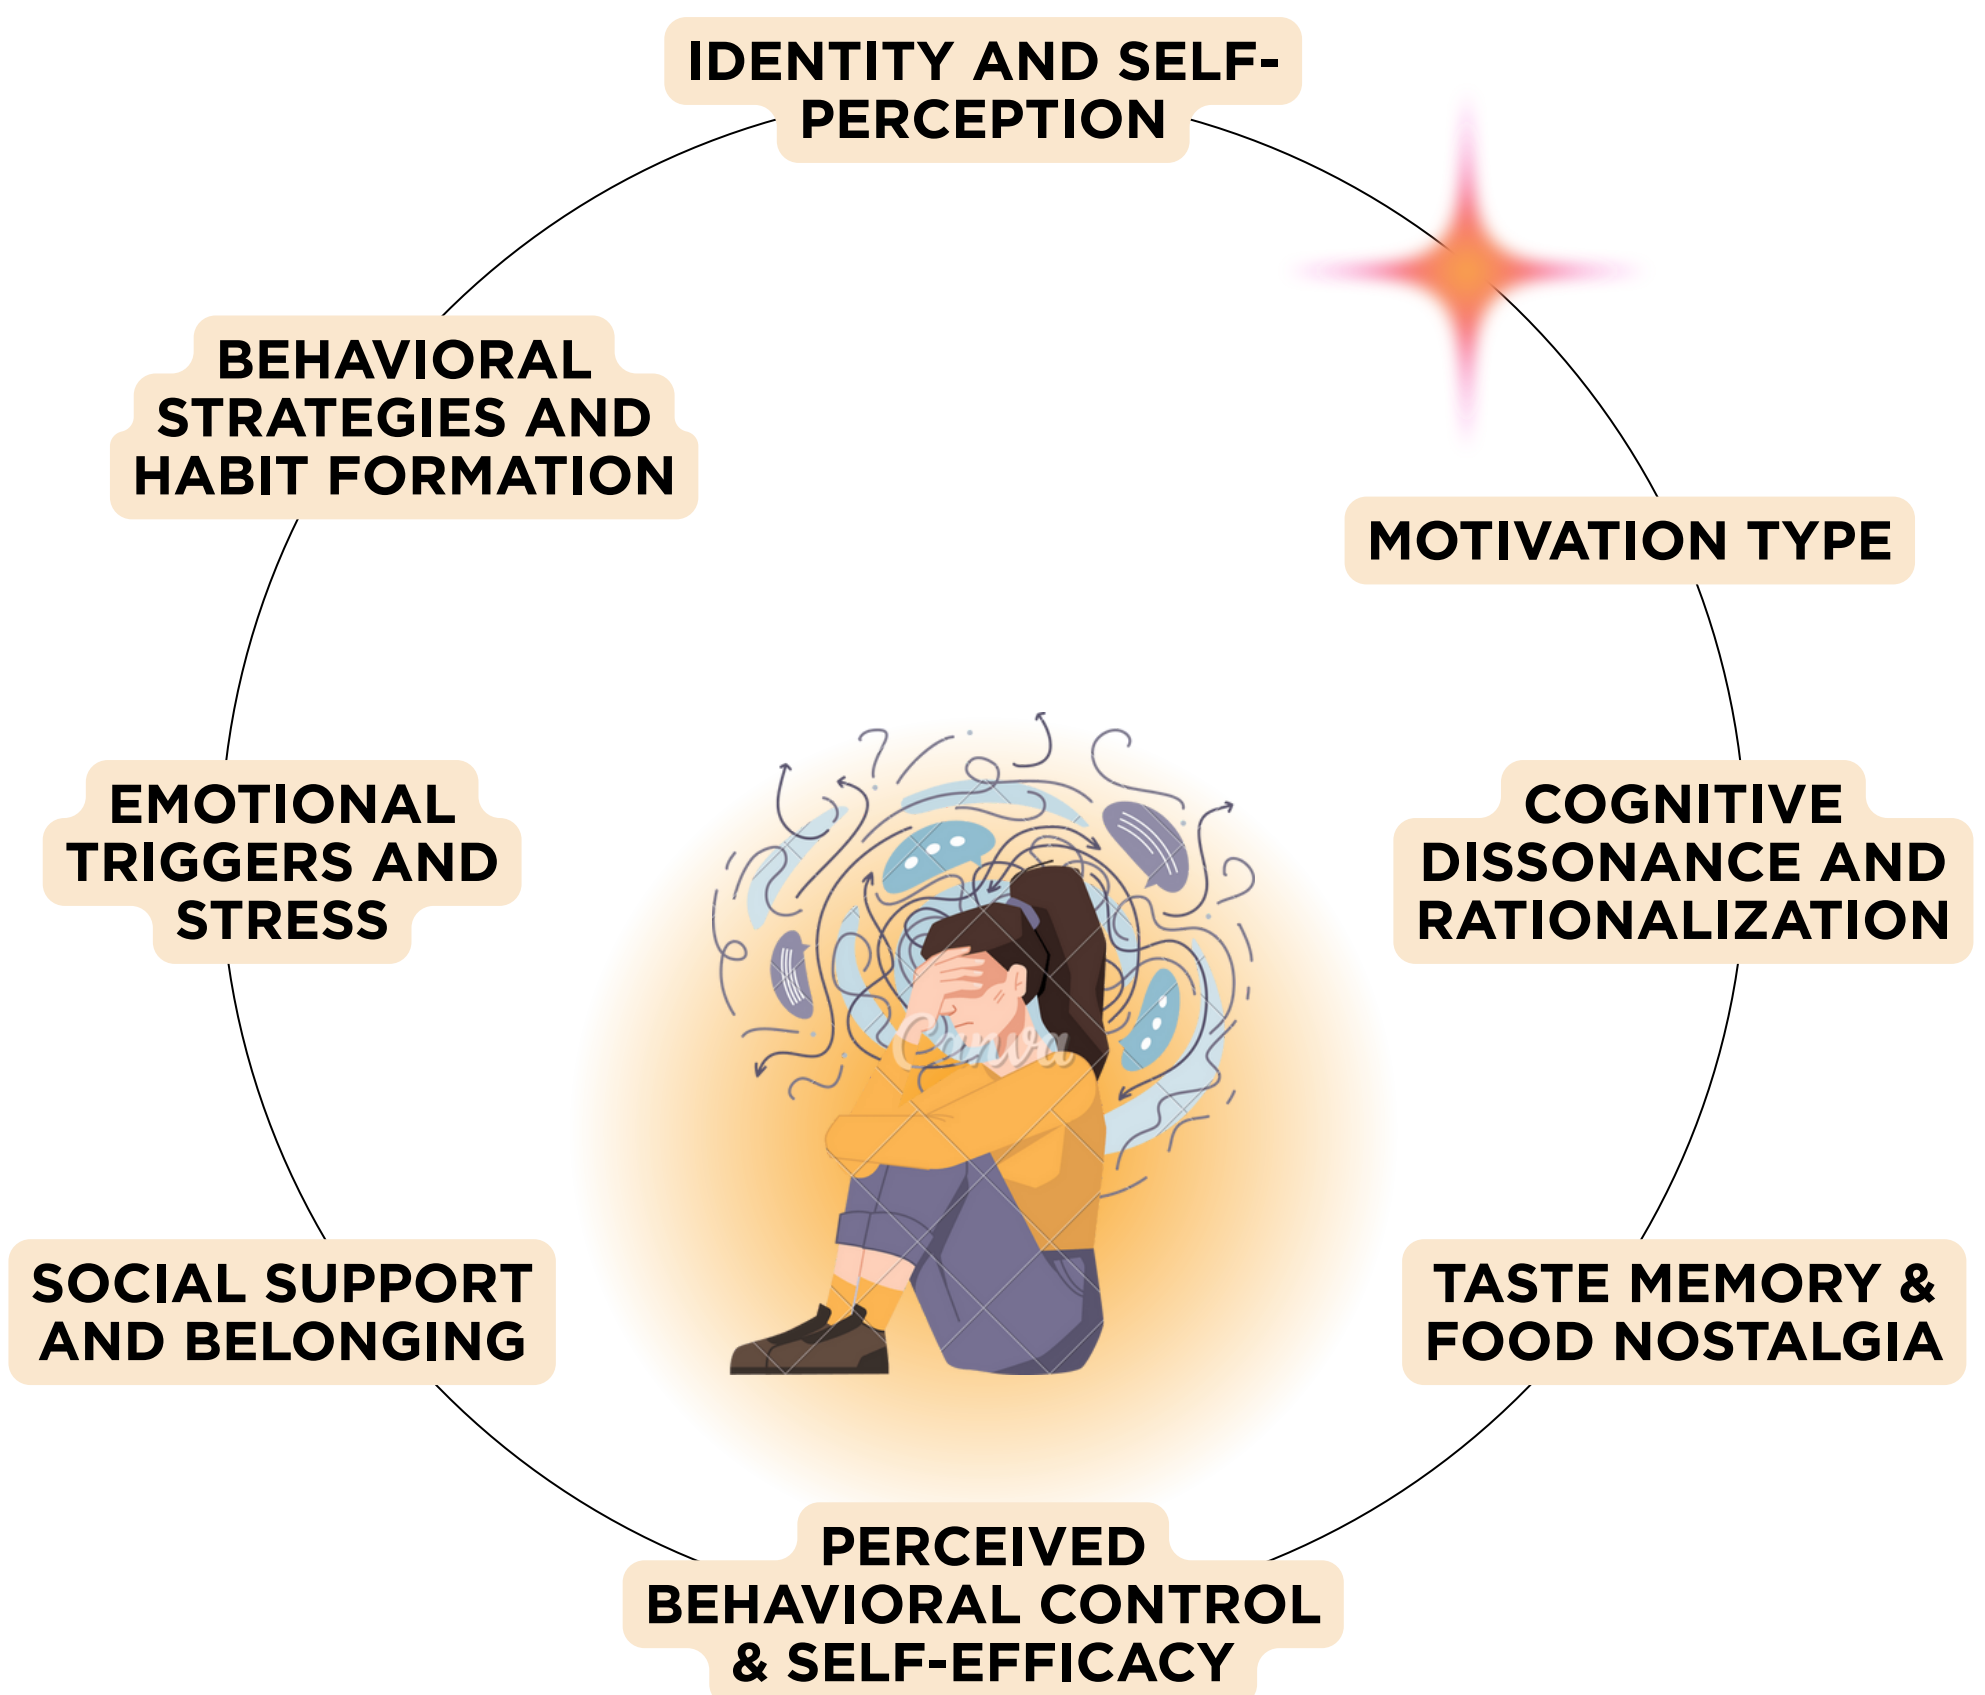 IDENTITY AND SELF-
PERCEPTION
MOTIVATION TYPE
COGNITIVE
DISSONANCE AND
RATIONALIZATION
TASTE MEMORY &
FOOD NOSTALGIA
PERCEIVED
BEHAVIORAL CONTROL
& SELF-EFFICACY
SOCIAL SUPPORT
AND BELONGING
EMOTIONAL
TRIGGERS AND
STRESS
BEHAVIORAL
STRATEGIES AND
HABIT FORMATION
Canva